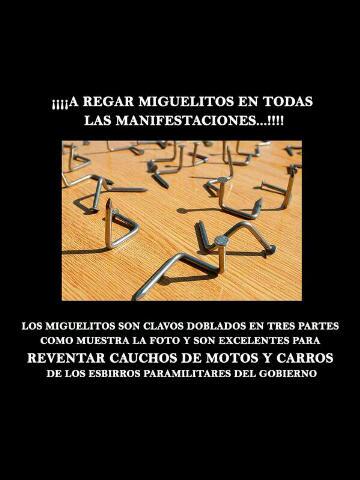 ¡¡¡¡A REGAR MIGUELITOS EN TODAS
LAS MANIFESTACIONES...!!!!
LOS MIGUELITOS SON CLAVOS DOBLADOS EN TRES PARTES
COMO MUESTRA LA FOTO Y SON EXCELENTES PARA
REVENTAR CAUCHOS DE MOTOS Y CARROS
DE LOS ESBIRROS PARAMILITARES DEL GOBIERNO